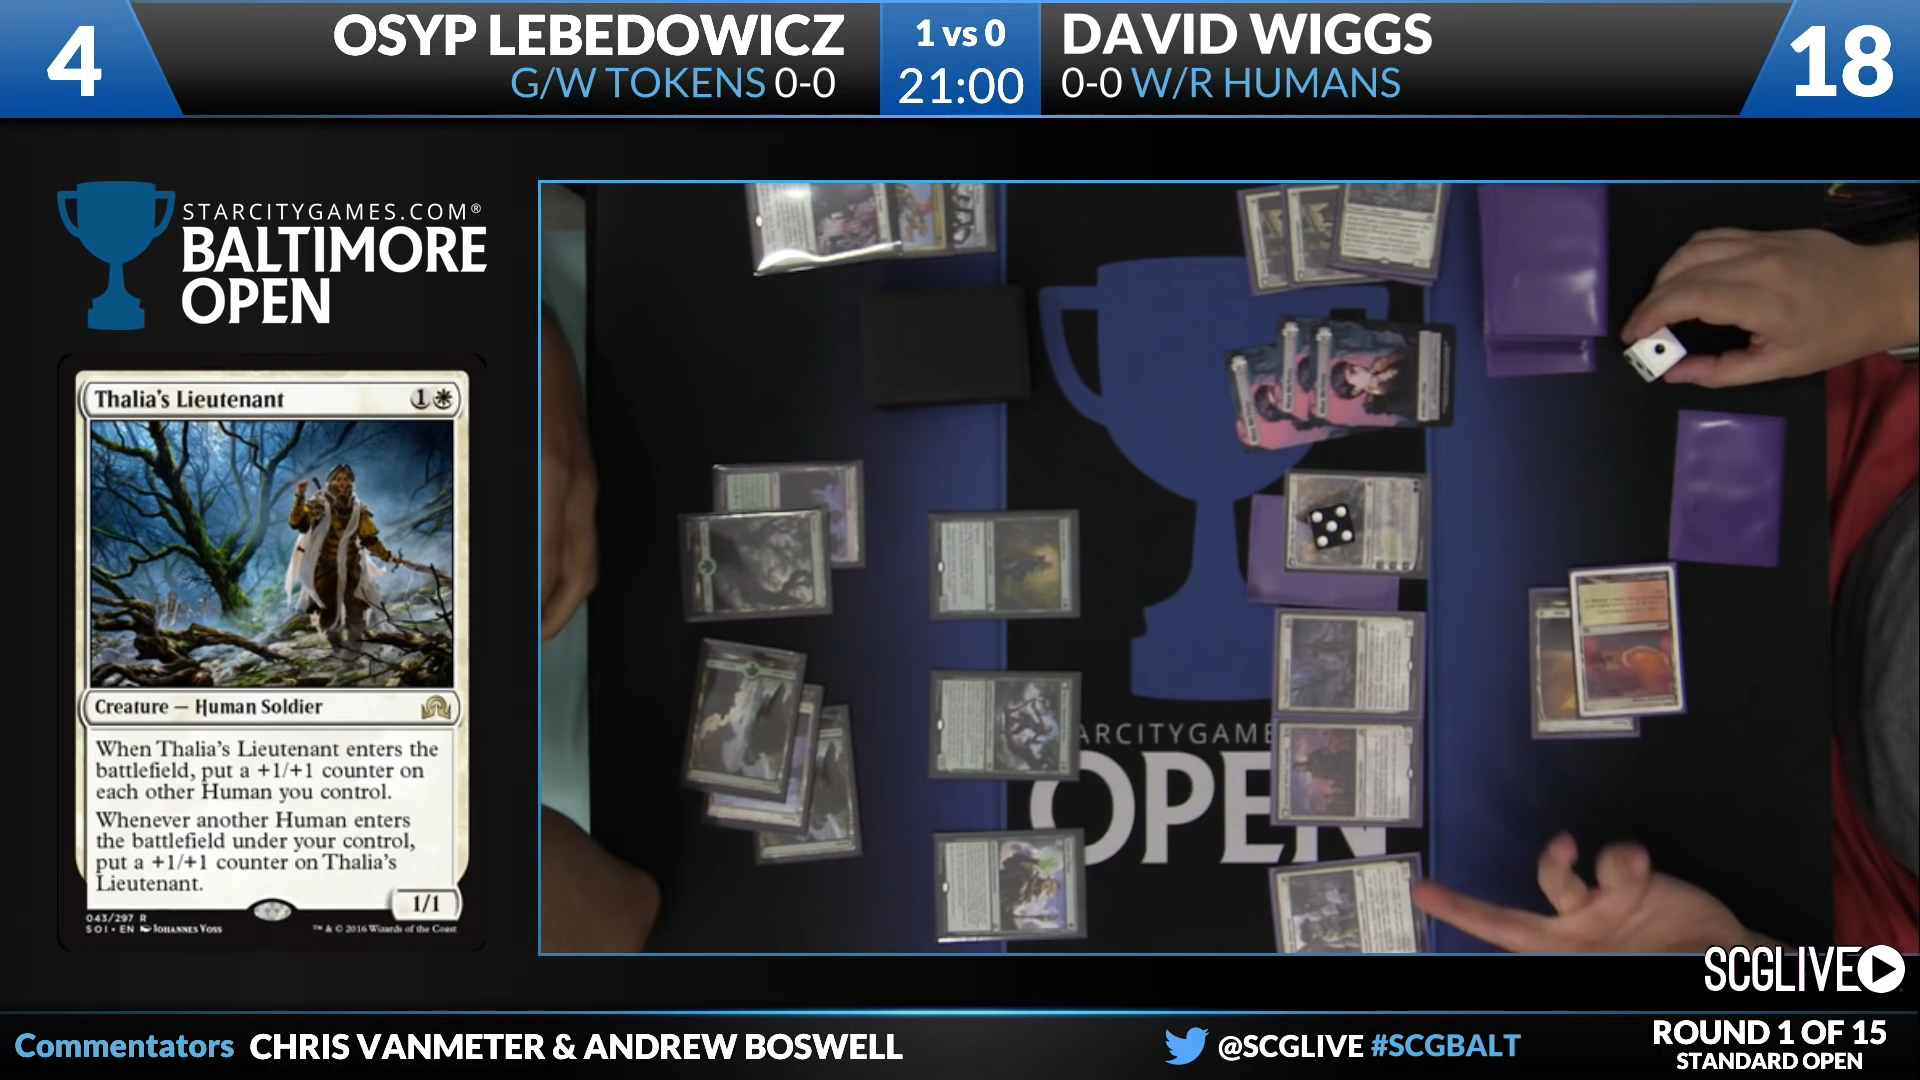 4
OSYP LEBEDOWICZ
G/W TOKENS 0-0
1 vs 0
21:00
DAVID WIGGS
0-0 W/R HUMANS
18
STARCITYGAMES.COM®
BALTIMORE
OPEN
Thalia's Lieutenant 1
Creature — Human Soldier
When Thalia's Lieutenant enters the
battlefield, put a +1/+1 counter on
each other Human you control.
Whenever another Human enters
the battlefield under your control,
put a +1/+1 counter on Thalia's
Lieutenant.
1/1
043/297 R
SOI • EN Johannes Voss
™ & © 2016 Wizards of the Coast
ARCITYGAME
OPEN
SCGLIVE
Commentators CHRIS VANMETER & ANDREW BOSWELL
@SCGLIVE #SCGBALT
ROUND 1 OF 15
STANDARD OPEN